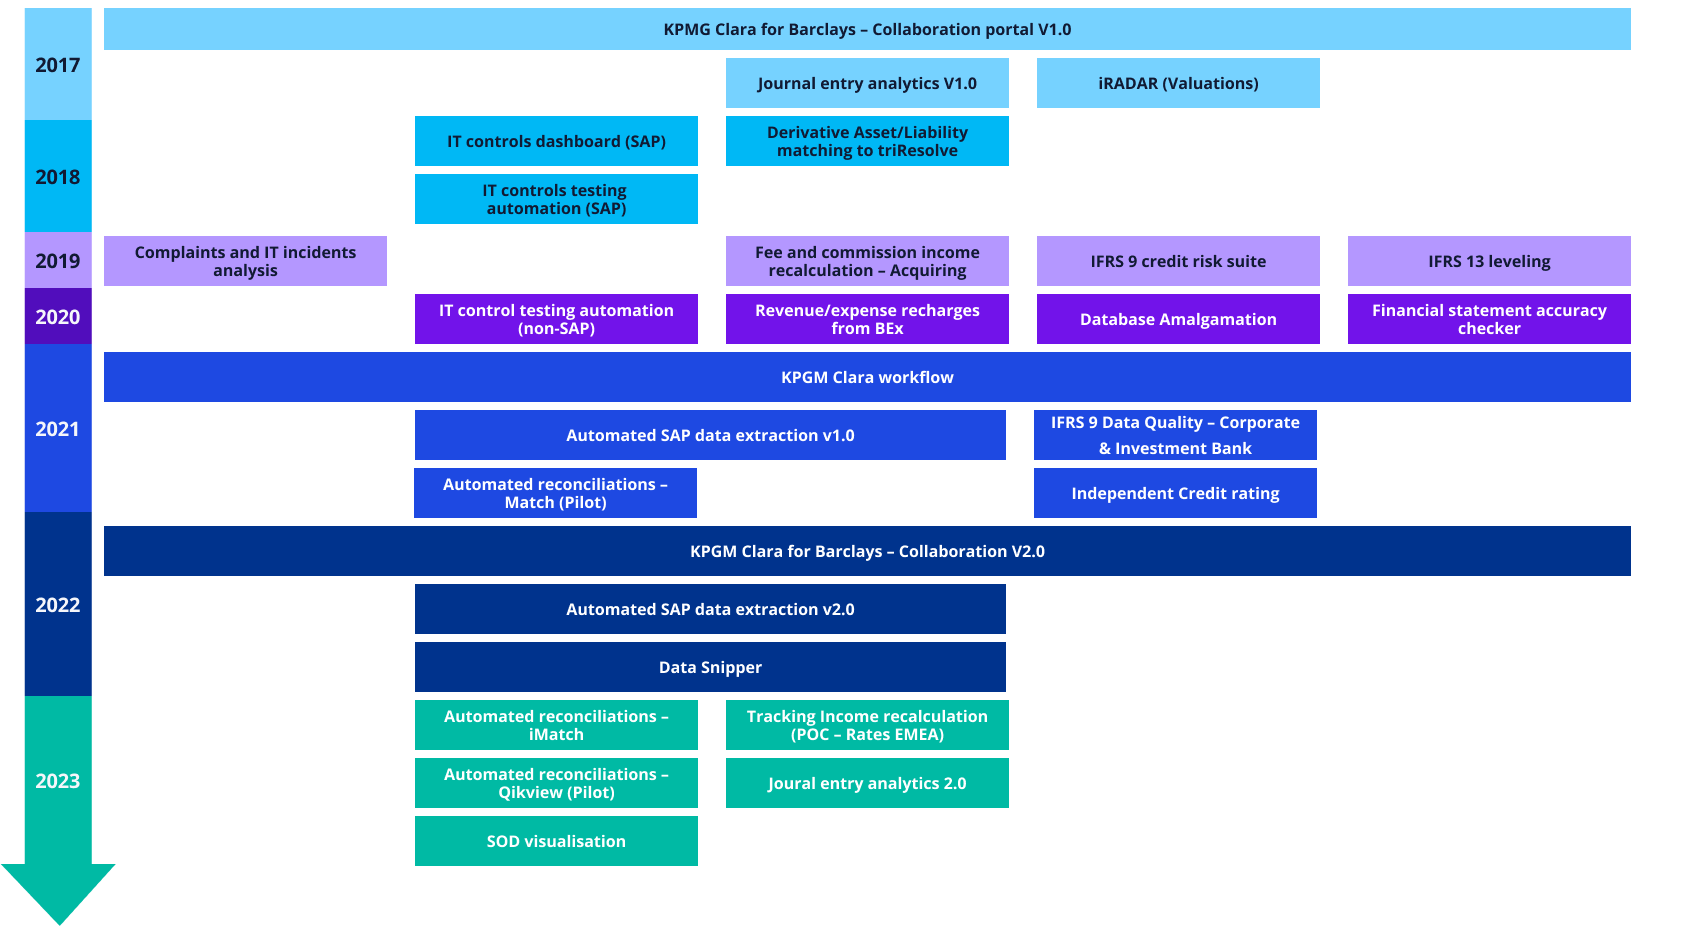 KPMG Clara for Barclays – Collaboration portal V1.0
2017
Journal entry analytics V1.0
iRADAR (Valuations)
2018
IT controls dashboard (SAP)
Derivative Asset/Liability
matching to triResolve
IT controls testing
automation (SAP)
2019
Complaints and IT incidents
analysis
Fee and commission income
recalculation – Acquiring
IFRS 9 credit risk suite
IFRS 13 leveling
2020
IT control testing automation
(non-SAP)
Revenue/expense recharges
from BEx
Database Amalgamation
Financial statement accuracy
checker
KPGM Clara workflow
2021
Automated SAP data extraction v1.0
IFRS 9 Data Quality – Corporate
& Investment Bank
Automated reconciliations –
Match (Pilot)
Independent Credit rating
KPGM Clara for Barclays – Collaboration V2.0
2022
Automated SAP data extraction v2.0
Data Snipper
2023
Automated reconciliations –
iMatch
Tracking Income recalculation
(POC – Rates EMEA)
Automated reconciliations –
Qikview (Pilot)
Joural entry analytics 2.0
SOD visualisation